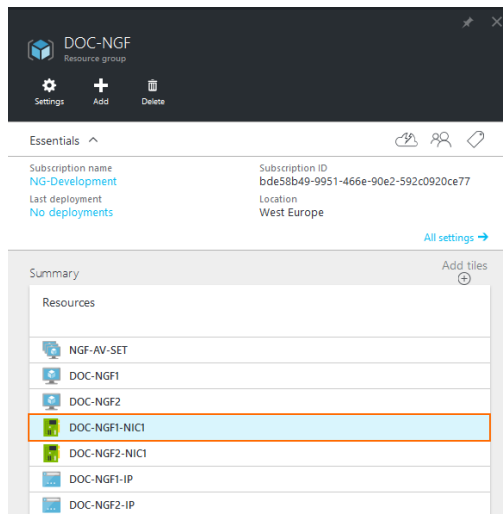 DOC-NGF
Resource group
Settings Add Delete
Essentials
Subscription name Subscription ID
NG-Development bde58b49-9951-466e-90e2-592c0920ce77
Last deployment Location
No deployments West Europe
All settings
Summary Add tiles
Resources
NGF-AV-SET
DOC-NGF1
DOC-NGF2
DOC-NGF1-NIC1
DOC-NGF2-NIC1
DOC-NGF1-IP
DOC-NGF2-IP